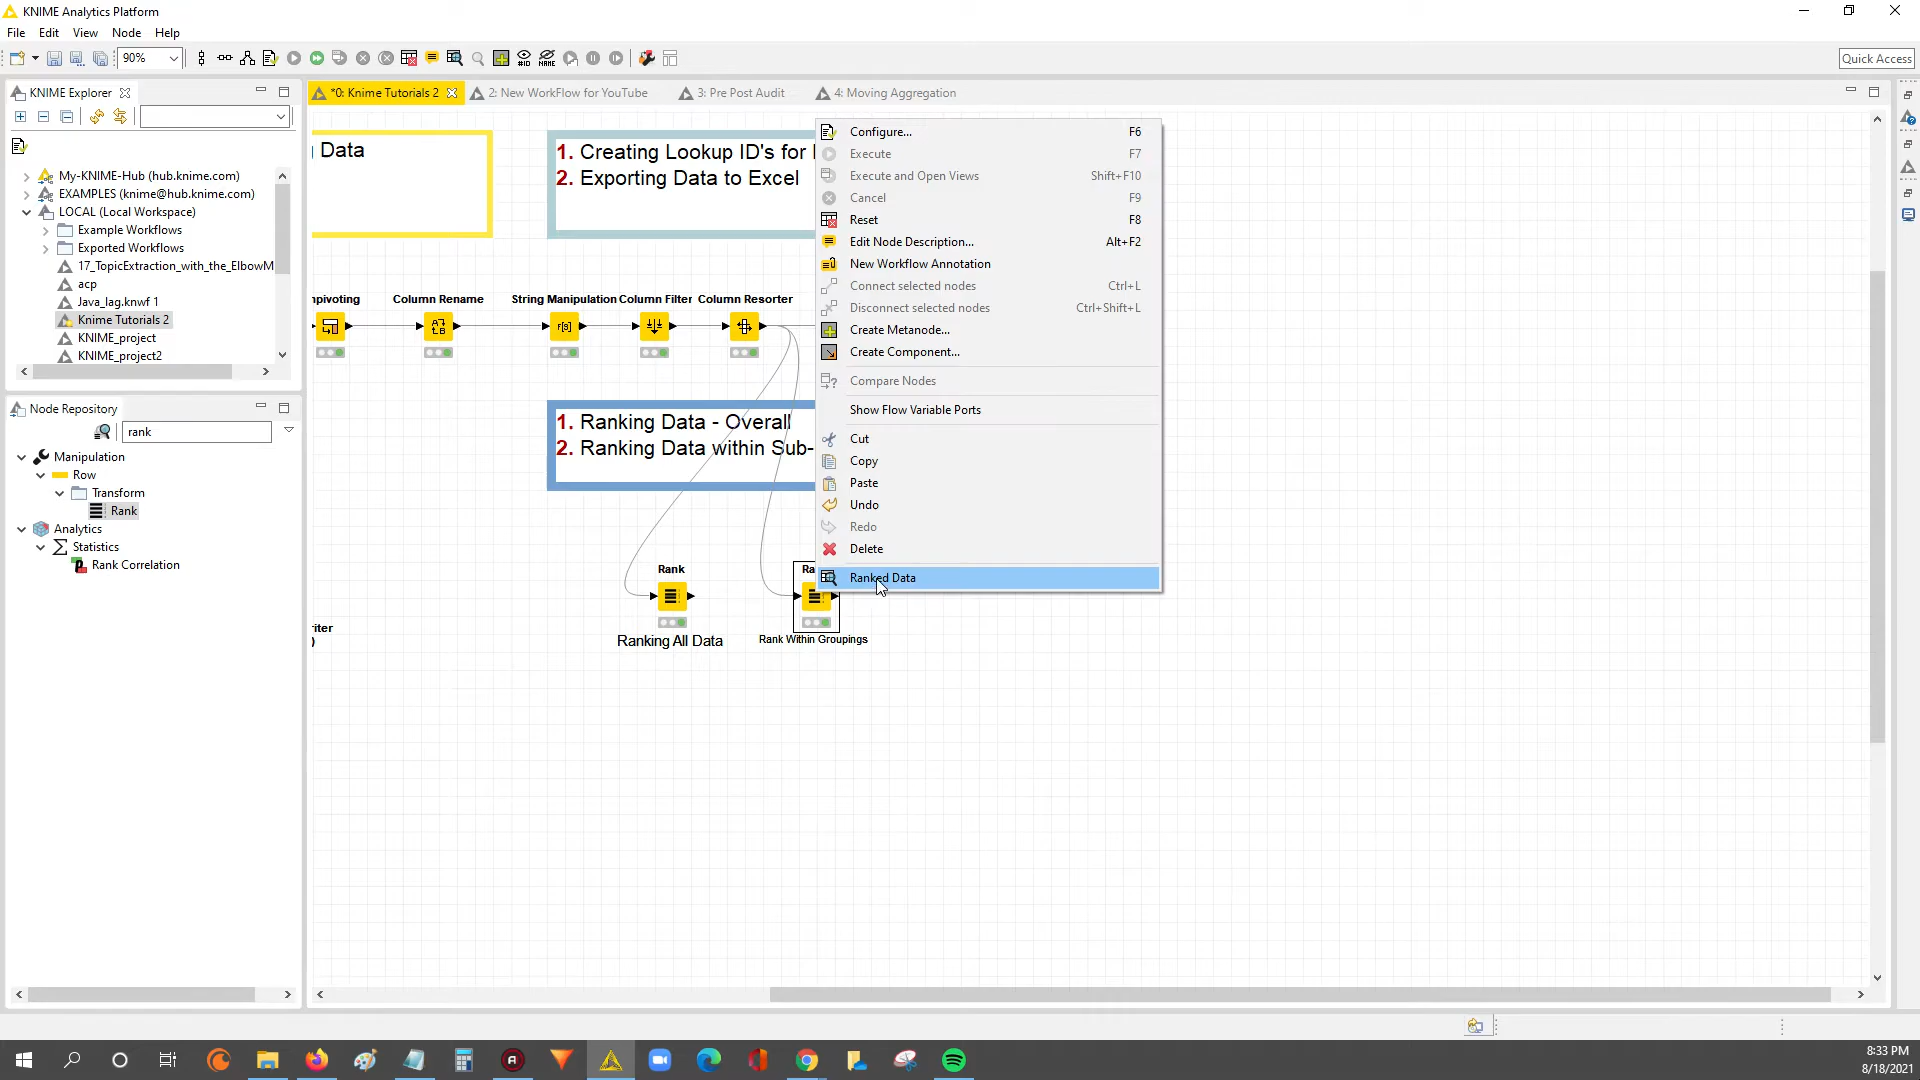 KNIME Analytics Platform
File Edit View Node Help
90%
Quick Access
KNIME Explorer
*0: Knime Tutorials 2
2: New WorkFlow for YouTube
3: Pre Post Audit
4: Moving Aggregation
My-KNIME-Hub (hub.knime.com)
EXAMPLES (knime@hub.knime.com)
LOCAL (Local Workspace)
Example Workflows
Exported Workflows
17_TopicExtraction_with_the_ElbowM
acp
Java_lag.knwf 1
Knime Tutorials 2
KNIME_project
KNIME_project2
Node Repository
rank
Manipulation
Row
Transform
Rank
Analytics
Statistics
Rank Correlation
Data
1. Creating Lookup ID's for
2. Exporting Data to Excel
npivoting
Column Rename
String Manipulation
Column Filter
Column Resorter
1. Ranking Data - Overall
2. Ranking Data within Sub-
Rank
Ranking All Data
Ra
Rank Within Groupings
iter
)
Configure... F6
Execute F7
Execute and Open Views Shift+F10
Cancel F9
Reset F8
Edit Node Description... Alt+F2
New Workflow Annotation
Connect selected nodes Ctrl+L
Disconnect selected nodes Ctrl+Shift+L
Create Metanode...
Create Component...
Compare Nodes
Show Flow Variable Ports
Cut
Copy
Paste
Undo
Redo
Delete
Ranked Data
8:33 PM
8/18/2021